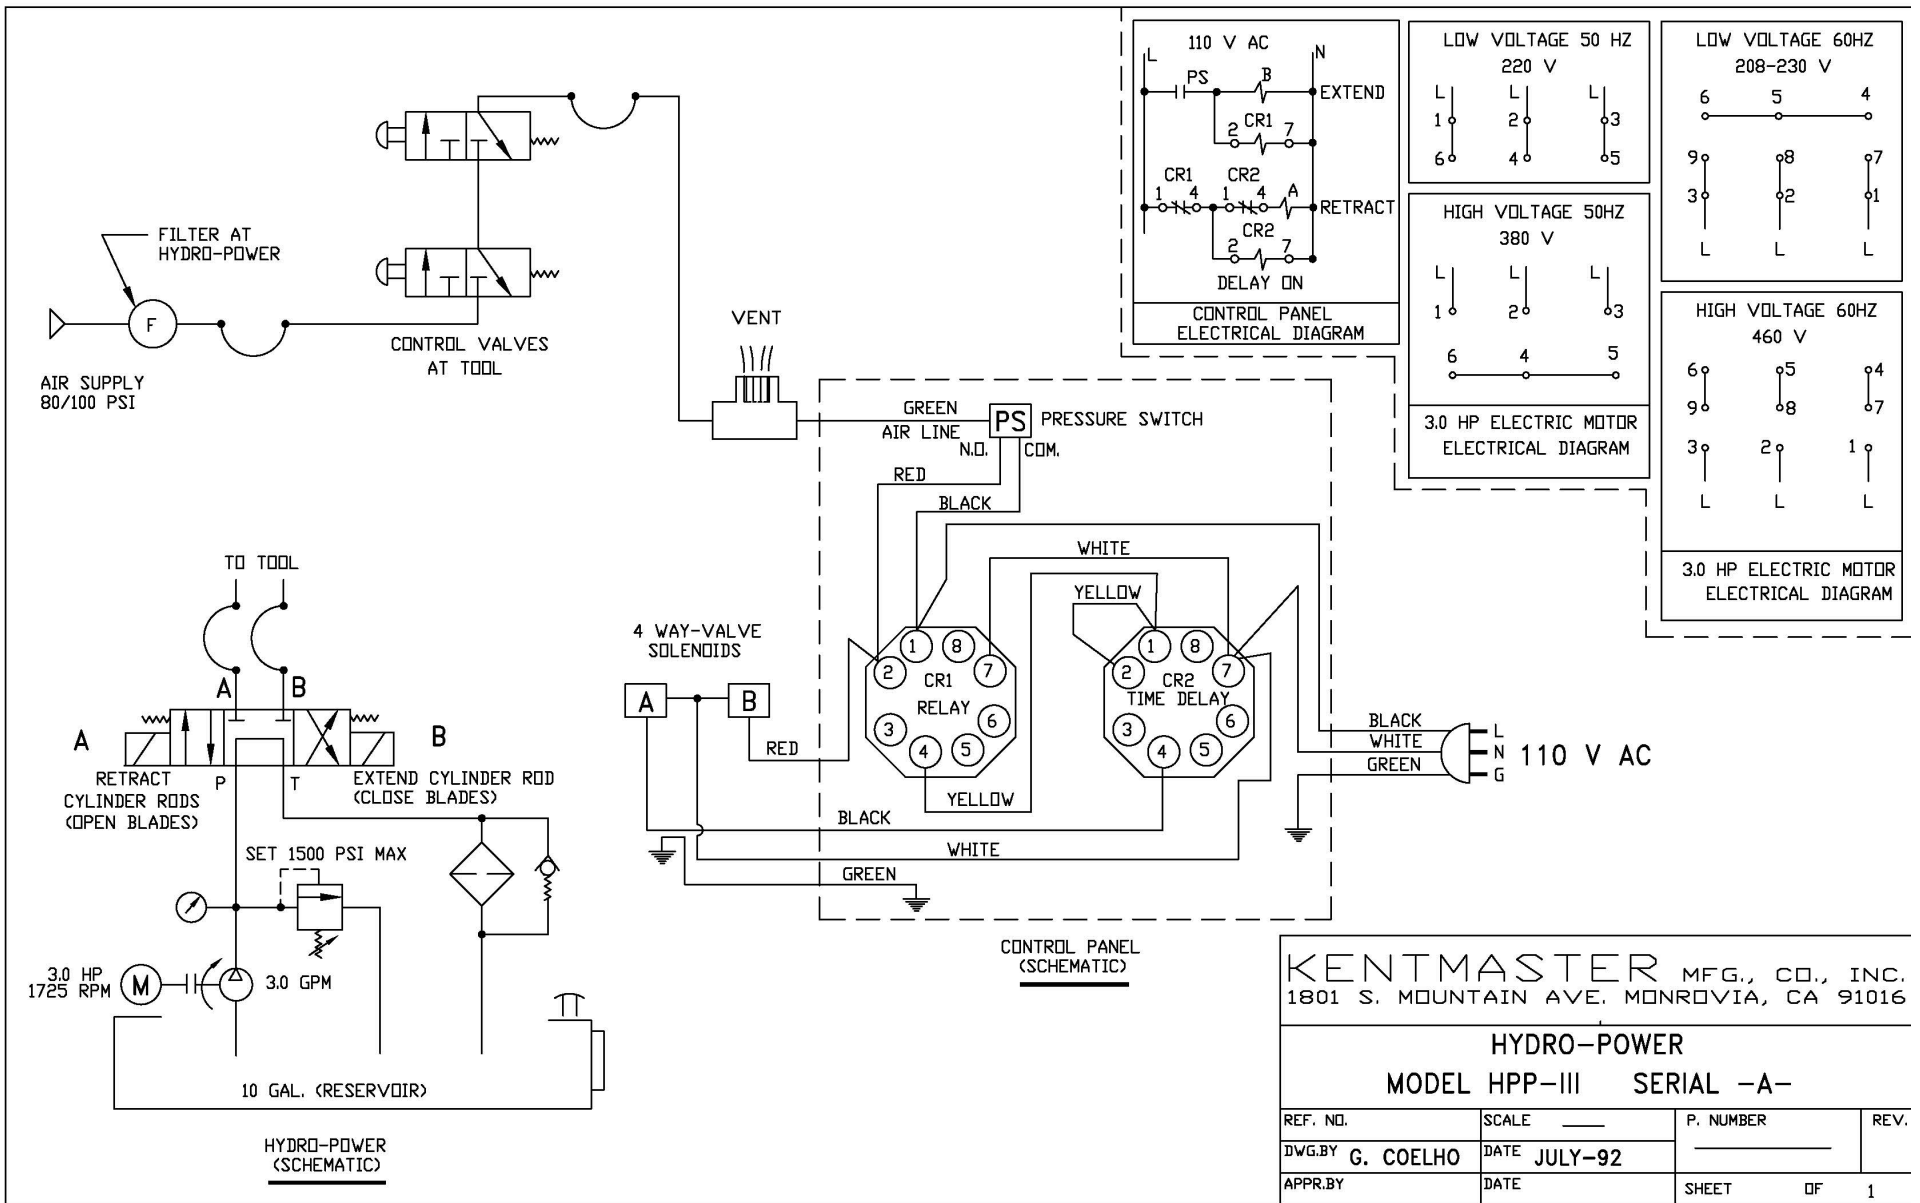 FILTER AT
HYDRO-POWER
F
AIR SUPPLY
80/100 PSI
CONTROL VALVES
AT TOOL
VENT
110 V AC
L
N
PS
B
EXTEND
CR1
2
7
CR1
CR2
1
4
1
4
A
RETRACT
CR2
2
7
DELAY ON
CONTROL PANEL
ELECTRICAL DIAGRAM
LOW VOLTAGE 50 HZ
220 V
L
L
L
1
2
3
6
4
5
HIGH VOLTAGE 50HZ
380 V
L
L
L
1
2
3
6
4
5
3.0 HP ELECTRIC MOTOR
ELECTRICAL DIAGRAM
LOW VOLTAGE 60HZ
208-230 V
6
5
4
9
8
7
3
2
1
L
L
L
HIGH VOLTAGE 60HZ
460 V
6
5
4
9
8
7
3
2
1
L
L
L
3.0 HP ELECTRIC MOTOR
ELECTRICAL DIAGRAM
GREEN
AIR LINE
PS
PRESSURE SWITCH
N.O.
COM.
RED
BLACK
WHITE
YELLOW
4 WAY-VALVE
SOLENOIDS
A
B
RED
1
8
2
7
CR1
RELAY
3
6
4
5
1
8
2
7
CR2
TIME DELAY
3
6
4
5
YELLOW
BLACK
WHITE
GREEN
BLACK
WHITE
GREEN
L
N
G
110 V AC
CONTROL PANEL
(SCHEMATIC)
TO TOOL
A
B
A
B
RETRACT
CYLINDER RODS
(OPEN BLADES)
P
T
EXTEND CYLINDER ROD
(CLOSE BLADES)
SET 1500 PSI MAX
3.0 HP
1725 RPM
M
3.0 GPM
10 GAL. (RESERVOIR)
HYDRO-POWER
(SCHEMATIC)
KENTMASTER MFG., CO., INC.
1801 S. MOUNTAIN AVE. MONROVIA, CA 91016
HYDRO-POWER
MODEL HPP-III SERIAL -A-
REF. NO.
SCALE
P. NUMBER
REV.
DWG.BY G. COELHO
DATE JULY-92
APPR.BY
DATE
SHEET OF 1